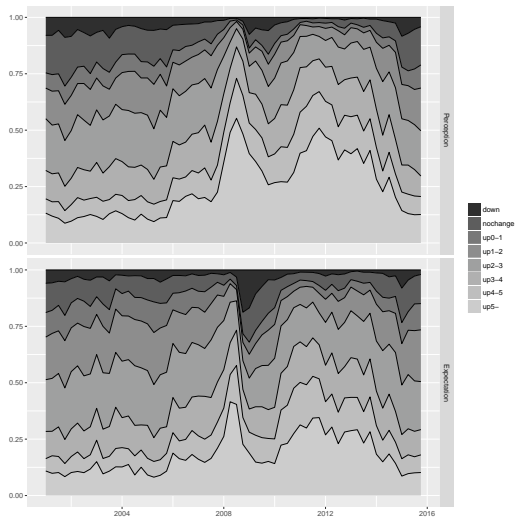 1.00
0.75
0.50
0.25
0.00
Perception
1.00
0.75
0.50
0.25
0.00
Expectation
2004
2008
2012
2016
down
nochange
up0–1
up1–2
up2–3
up3–4
up4–5
up5–